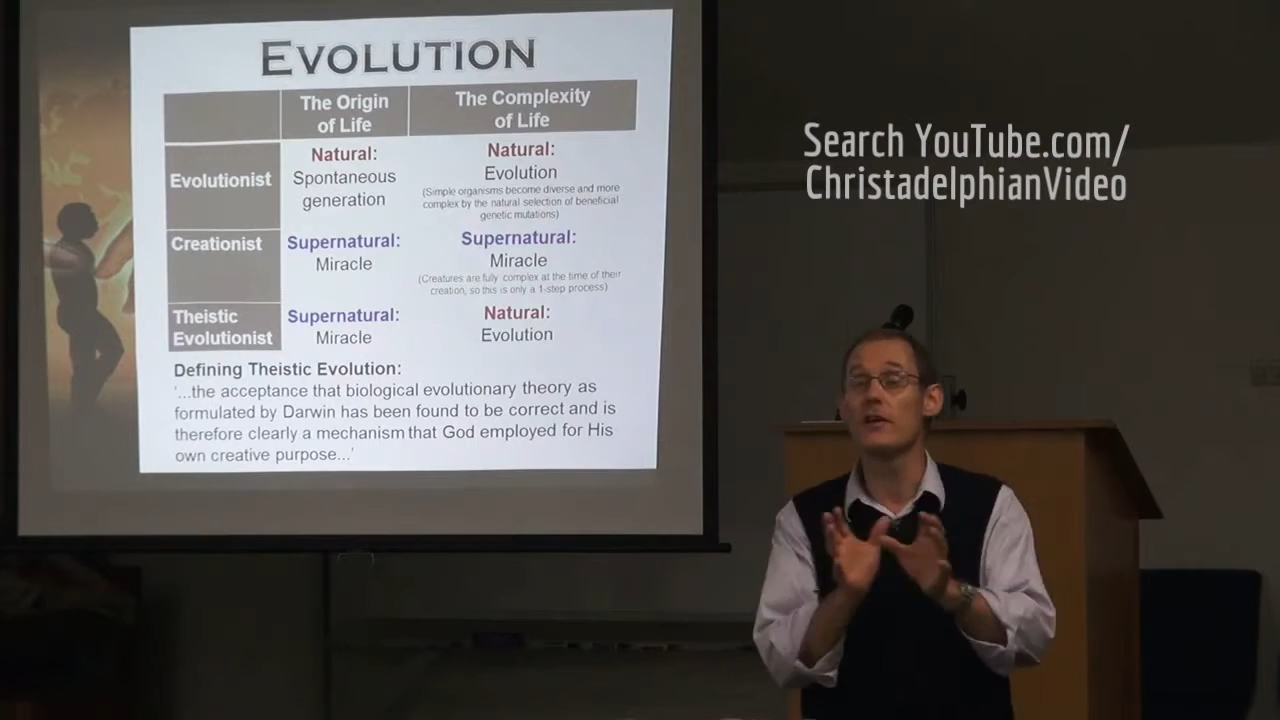 EVOLUTION
The Origin
of Life
The Complexity
of Life
Evolutionist
Natural:
Spontaneous
generation
Natural:
Evolution
(Simple organisms become diverse and more
complex by the natural selection of beneficial
genetic mutations)
Creationist
Supernatural:
Miracle
Supernatural:
Miracle
(Creatures are fully complex at the time of their
creation, so this is only a 1-step process)
Theistic
Evolutionist
Supernatural:
Miracle
Natural:
Evolution
Defining Theistic Evolution:
‘...the acceptance that biological evolutionary theory as
formulated by Darwin has been found to be correct and is
therefore clearly a mechanism that God employed for His
own creative purpose...’
Search YouTube.com/
ChristadelphianVideo